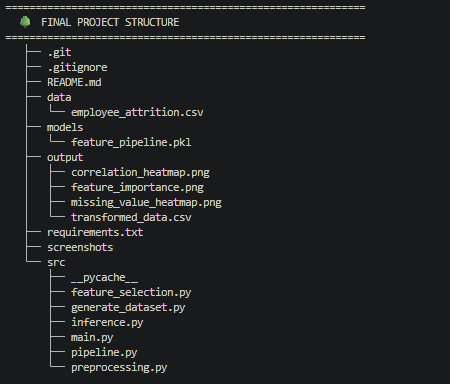 ============================================================
🌳 FINAL PROJECT STRUCTURE
============================================================
├── .git
├── .gitignore
├── README.md
├── data
│   └── employee_attrition.csv
├── models
│   └── feature_pipeline.pkl
├── output
│   ├── correlation_heatmap.png
│   ├── feature_importance.png
│   ├── missing_value_heatmap.png
│   └── transformed_data.csv
├── requirements.txt
├── screenshots
└── src
    ├── __pycache__
    ├── feature_selection.py
    ├── generate_dataset.py
    ├── inference.py
    ├── main.py
    ├── pipeline.py
    └── preprocessing.py